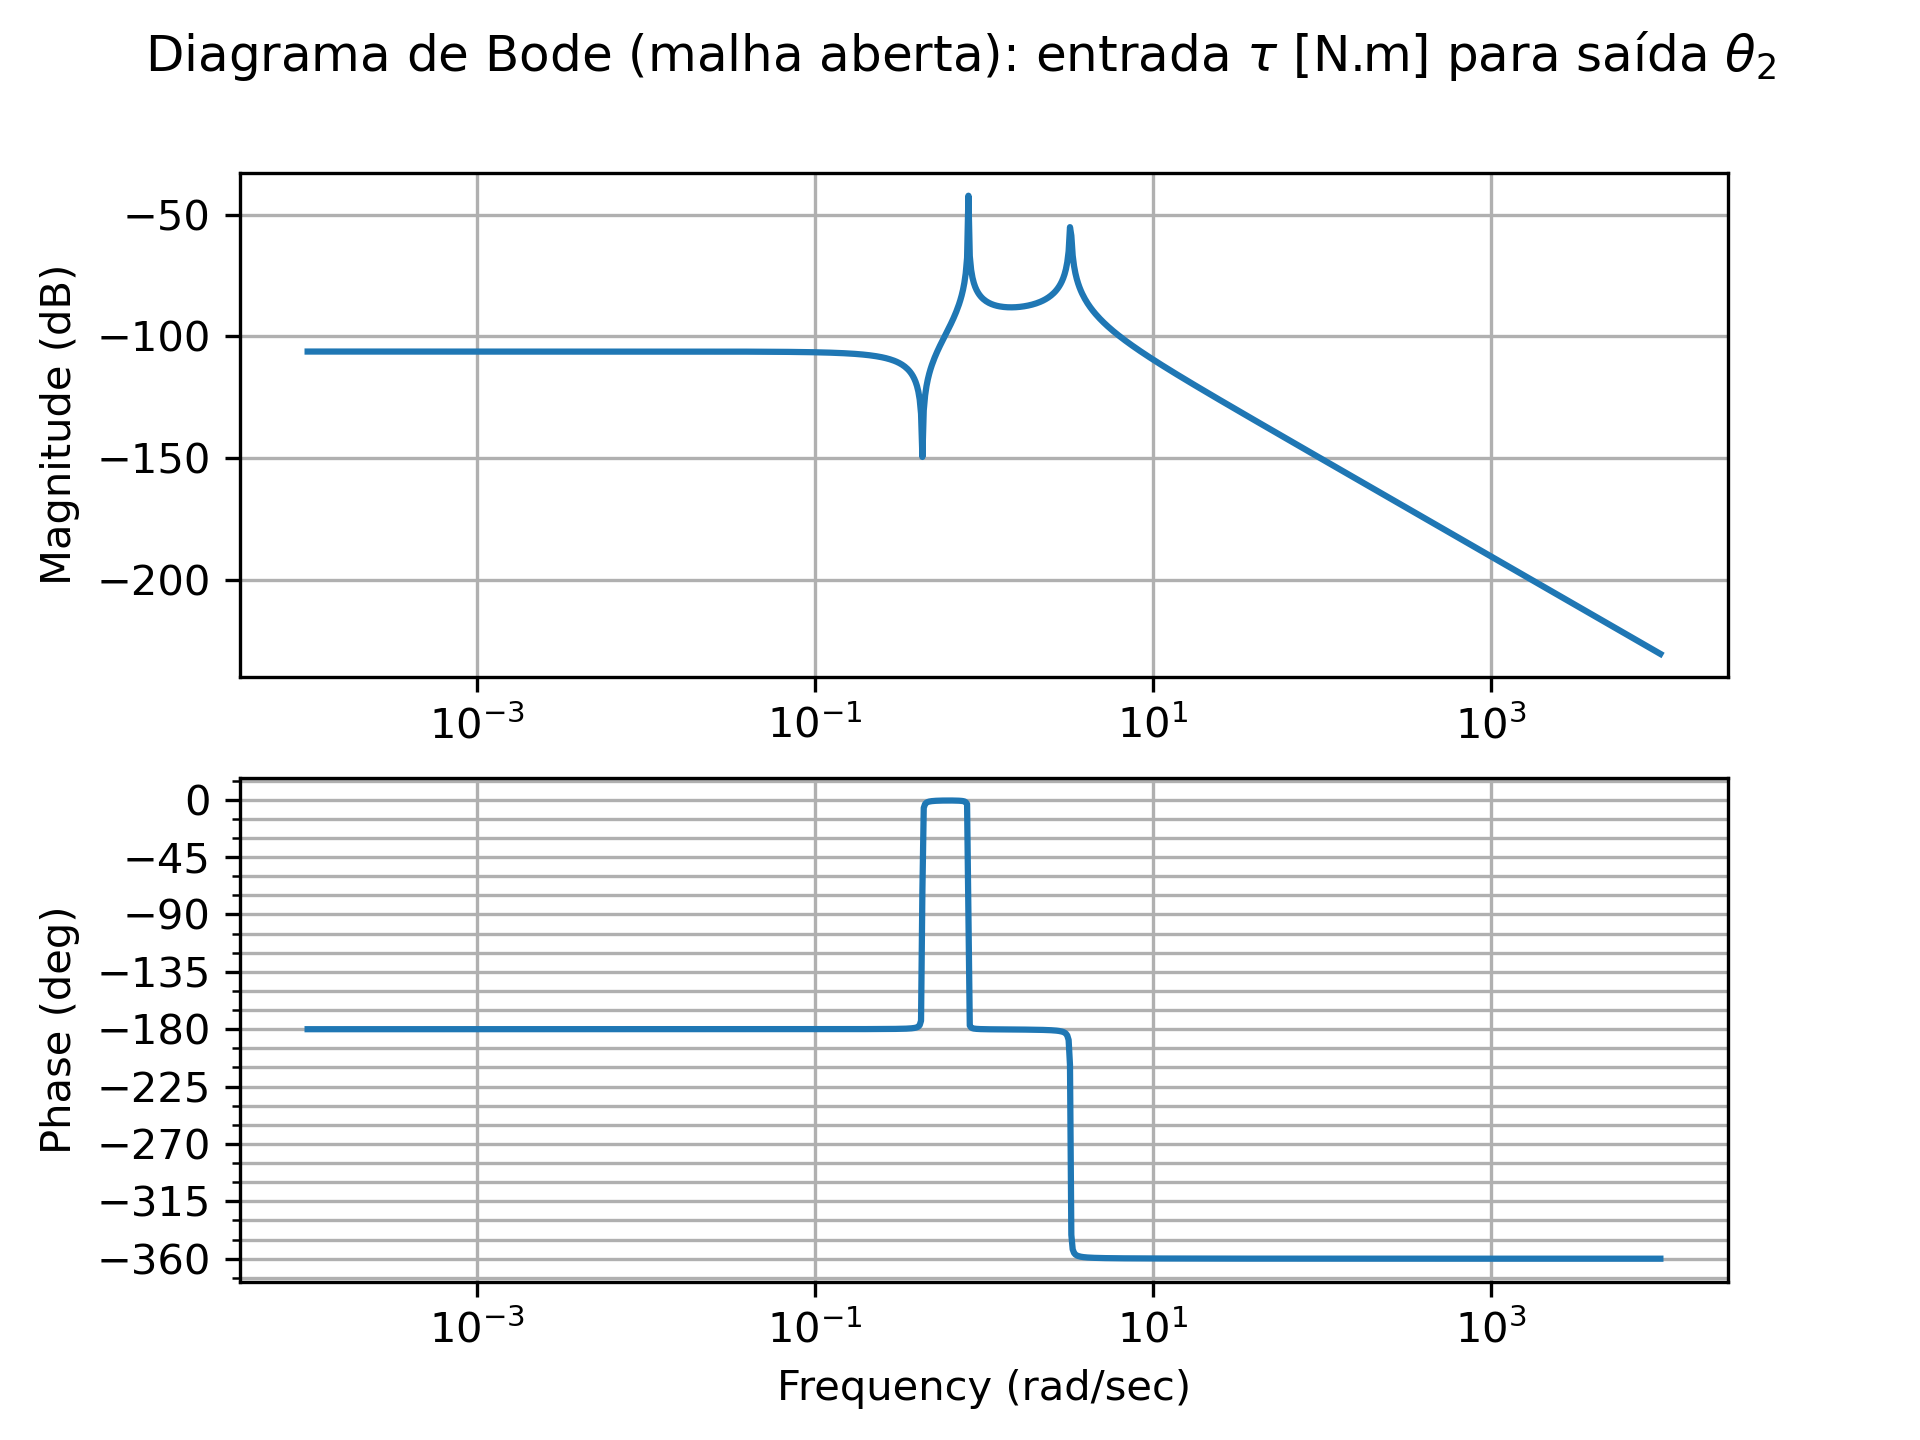 Diagrama de Bode (malha aberta): entrada τ [N.m] para saída θ₂
−50
−100
−150
−200
Magnitude (dB)
10⁻³ 10⁻¹ 10¹ 10³
0
−45
−90
−135
−180
−225
−270
−315
−360
Phase (deg)
10⁻³ 10⁻¹ 10¹ 10³
Frequency (rad/sec)